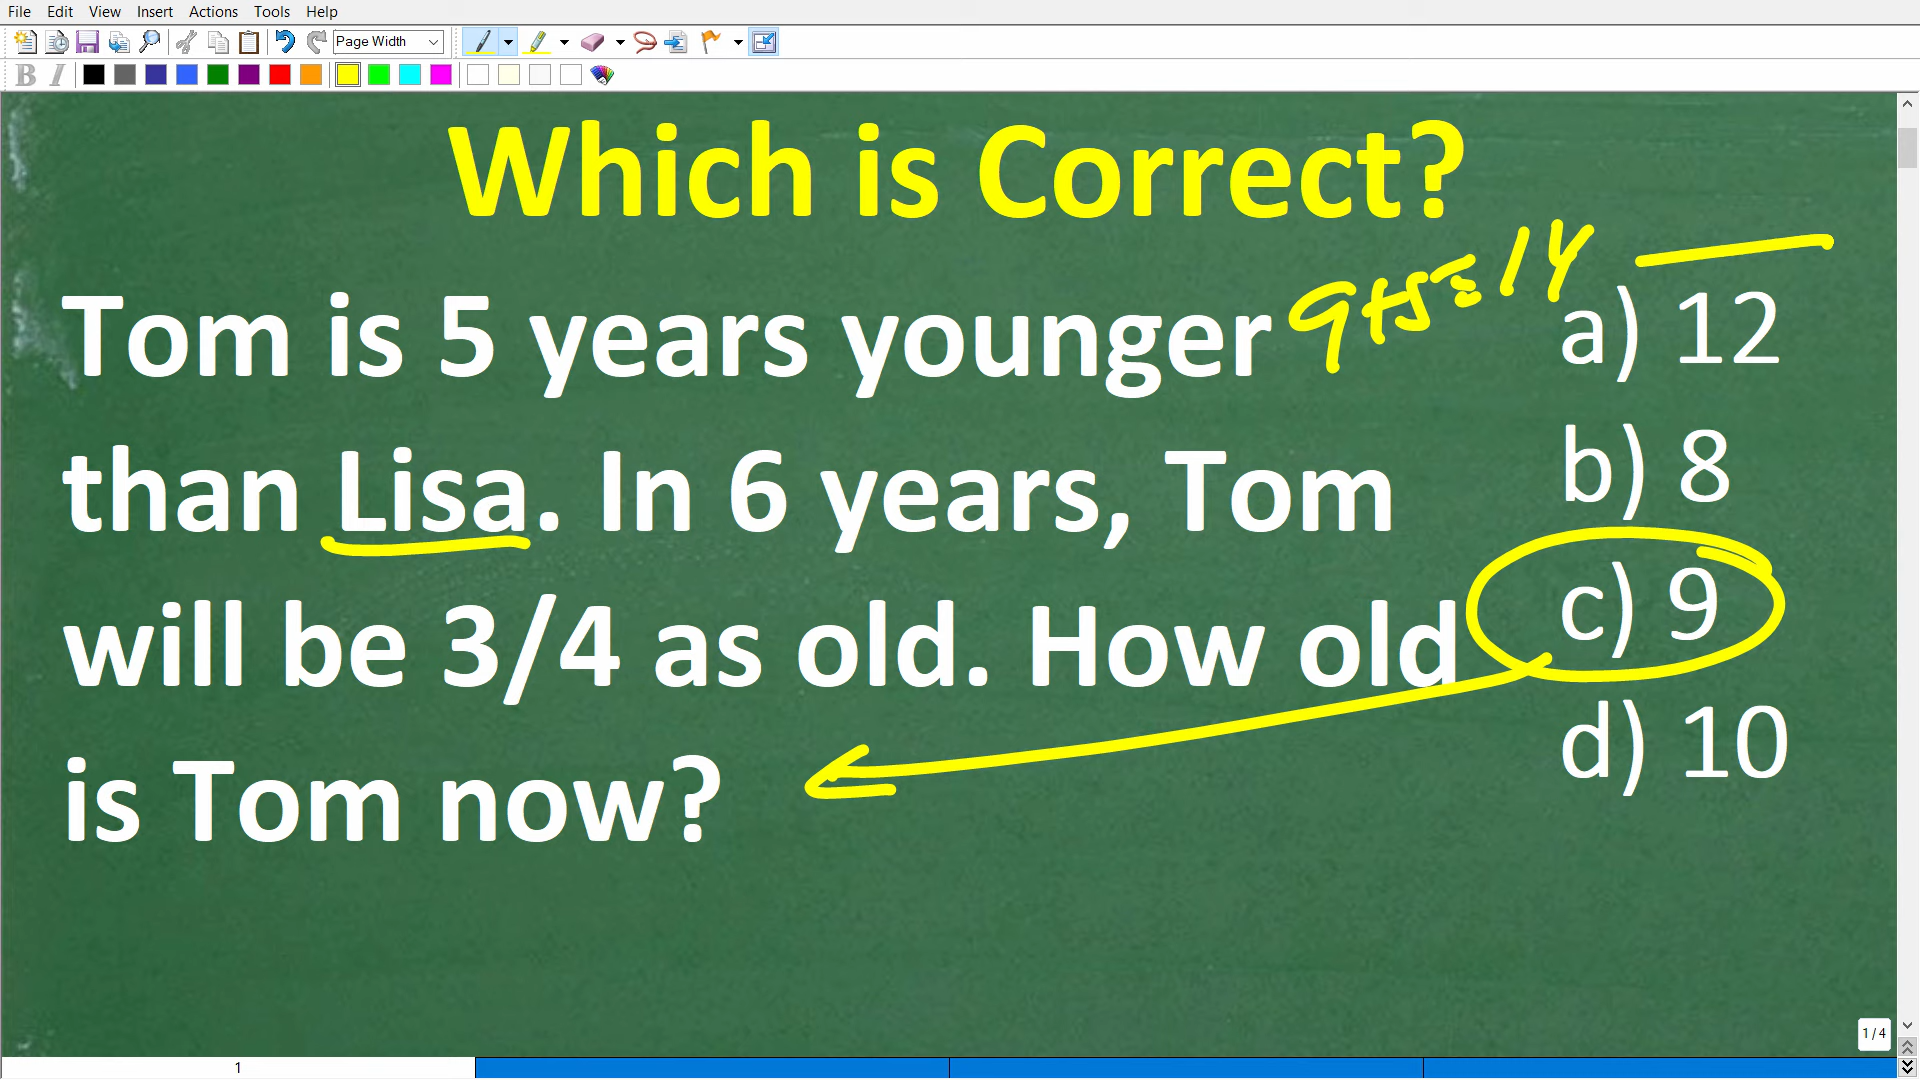 File Edit View Insert Actions Tools Help
Page Width
B I
Which is Correct?
9+5=14
Tom is 5 years younger
than Lisa. In 6 years, Tom
will be 3/4 as old. How old
is Tom now?
a) 12
b) 8
c) 9
d) 10
1 / 4
1